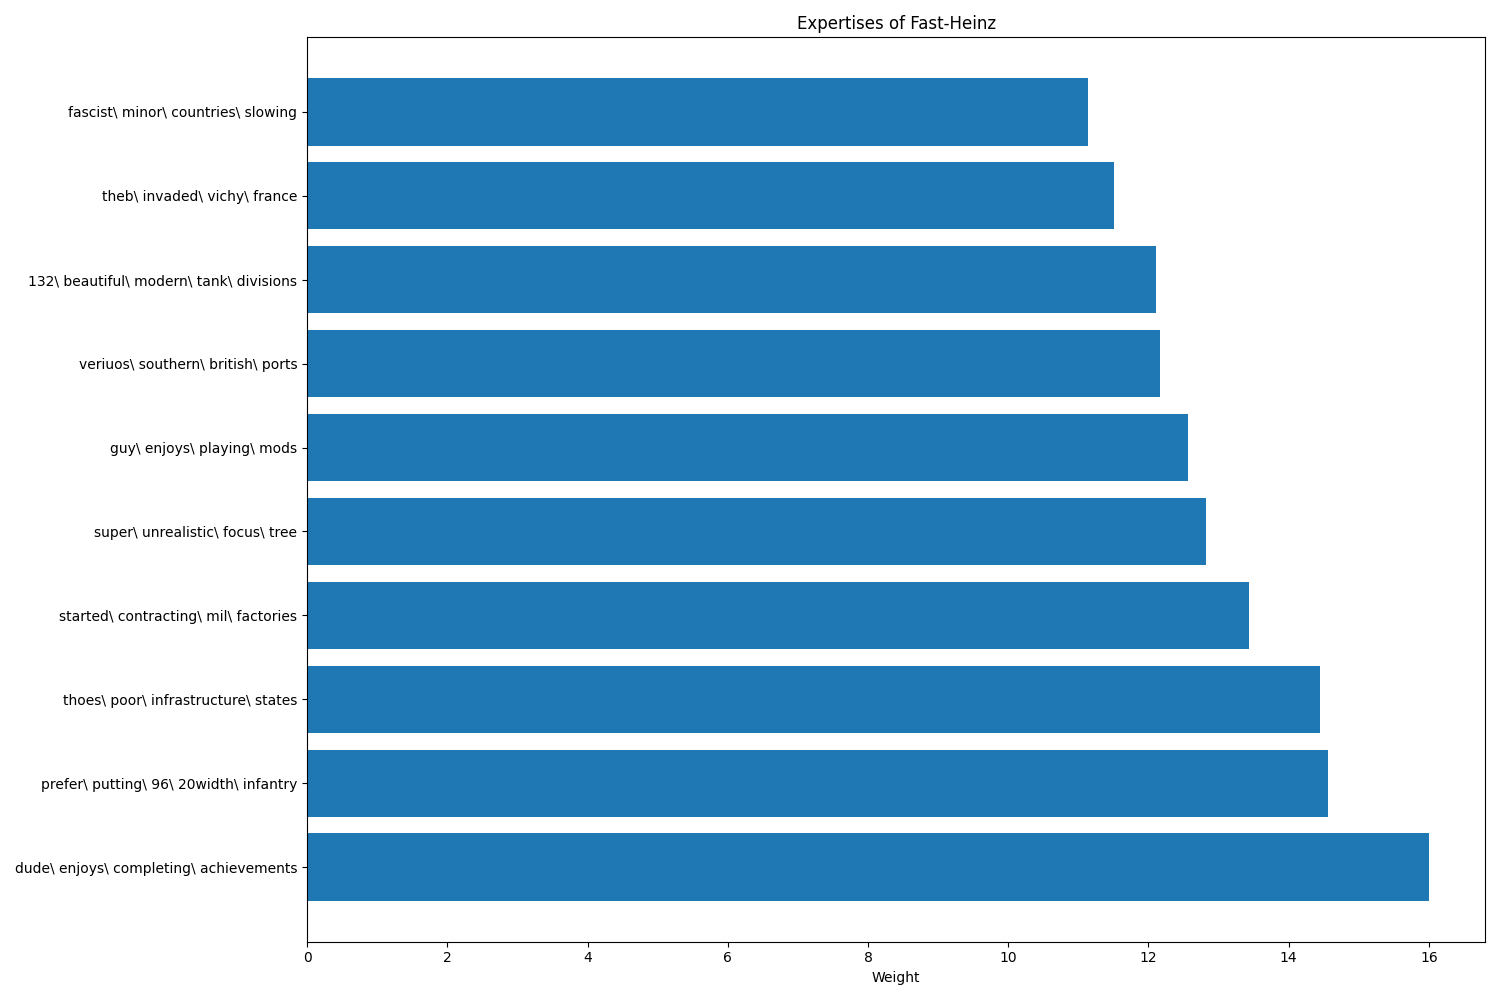 Expertises of Fast-Heinz
fascist\ minor\ countries\ slowing
theb\ invaded\ vichy\ france
132\ beautiful\ modern\ tank\ divisions
veriuos\ southern\ british\ ports
guy\ enjoys\ playing\ mods
super\ unrealistic\ focus\ tree
started\ contracting\ mil\ factories
thoes\ poor\ infrastructure\ states
prefer\ putting\ 96\ 20width\ infantry
dude\ enjoys\ completing\ achievements
0 2 4 6 8 10 12 14 16
Weight